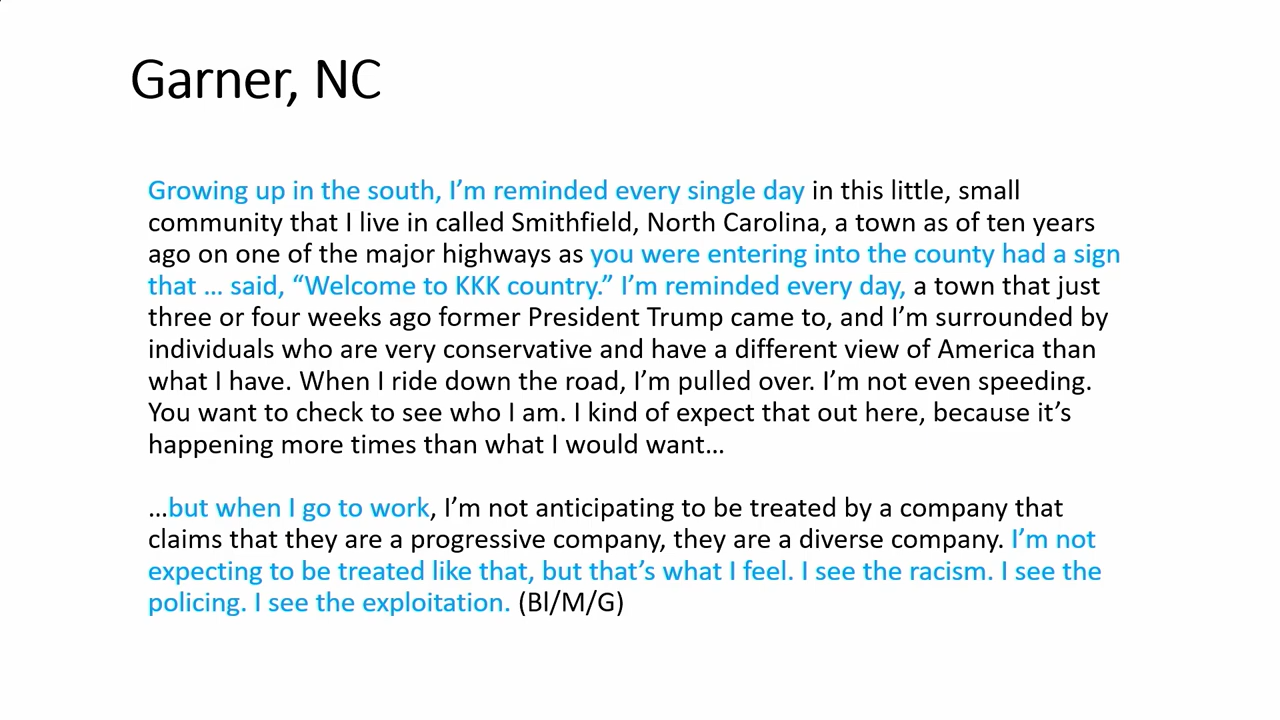 Garner, NC
Growing up in the south, I’m reminded every single day in this little, small
community that I live in called Smithfield, North Carolina, a town as of ten years
ago on one of the major highways as you were entering into the county had a sign
that … said, “Welcome to KKK country.” I’m reminded every day, a town that just
three or four weeks ago former President Trump came to, and I’m surrounded by
individuals who are very conservative and have a different view of America than
what I have. When I ride down the road, I’m pulled over. I’m not even speeding.
You want to check to see who I am. I kind of expect that out here, because it’s
happening more times than what I would want…
…but when I go to work, I’m not anticipating to be treated by a company that
claims that they are a progressive company, they are a diverse company. I’m not
expecting to be treated like that, but that’s what I feel. I see the racism. I see the
policing. I see the exploitation. (Bl/M/G)